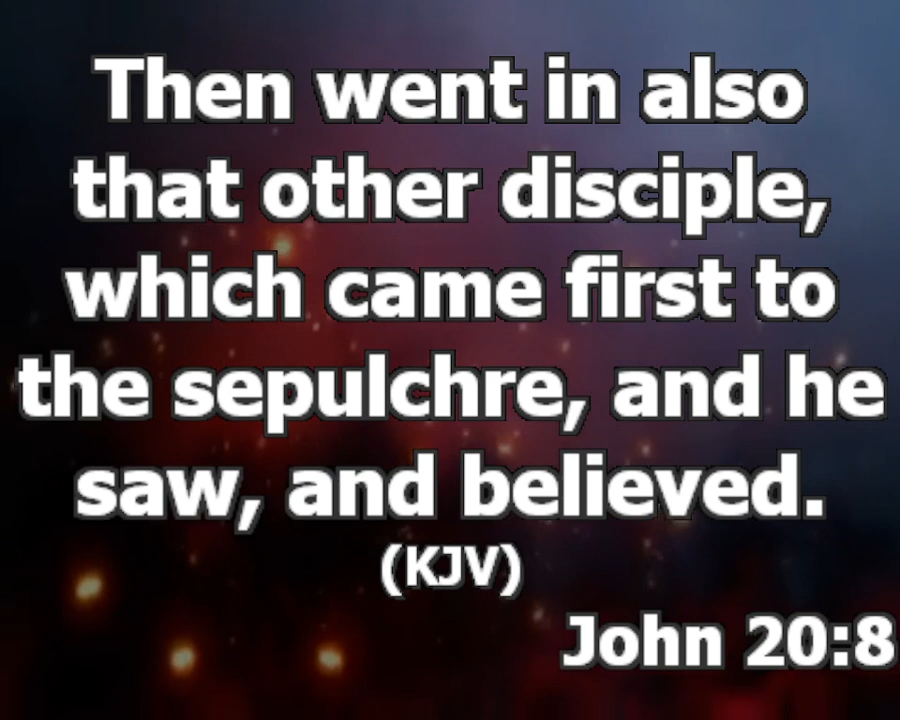 Then went in also
that other disciple,
which came first to
the sepulchre, and he
saw, and believed.
(KJV)
John 20:8